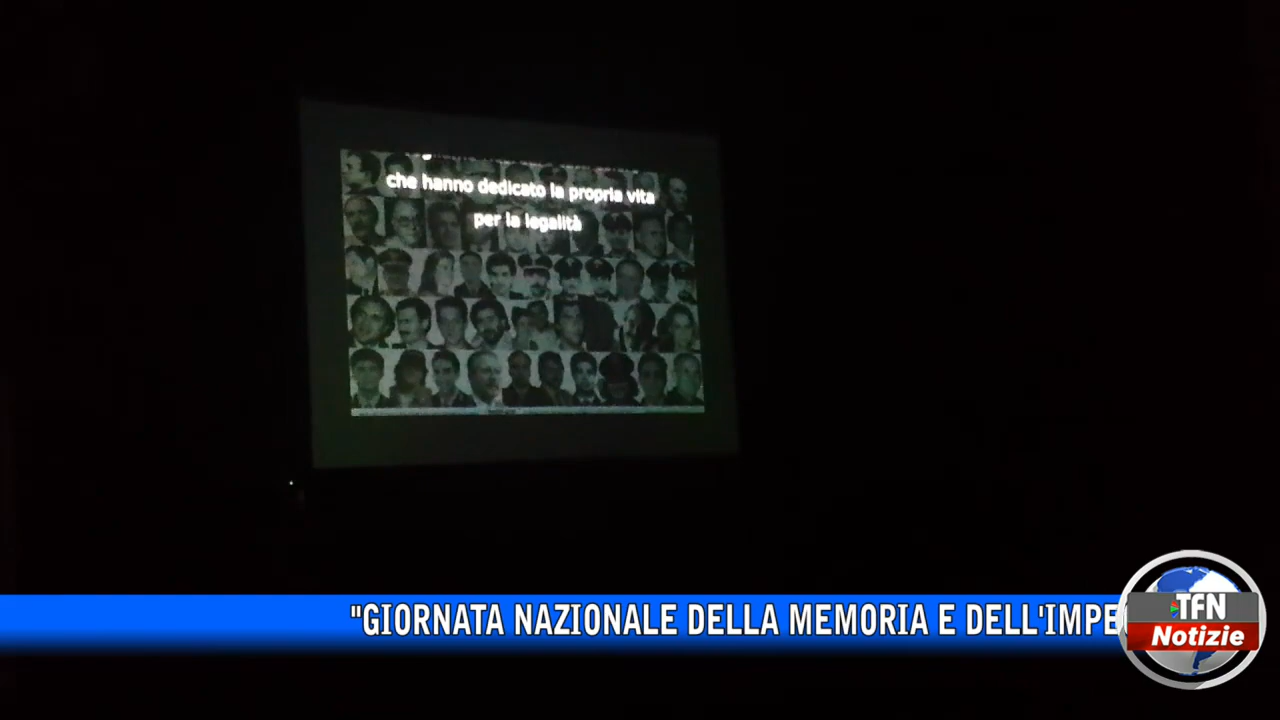 che hanno dedicato la propria vita
per la legalità
"GIORNATA NAZIONALE DELLA MEMORIA E DELL'IMPE
TFN
Notizie